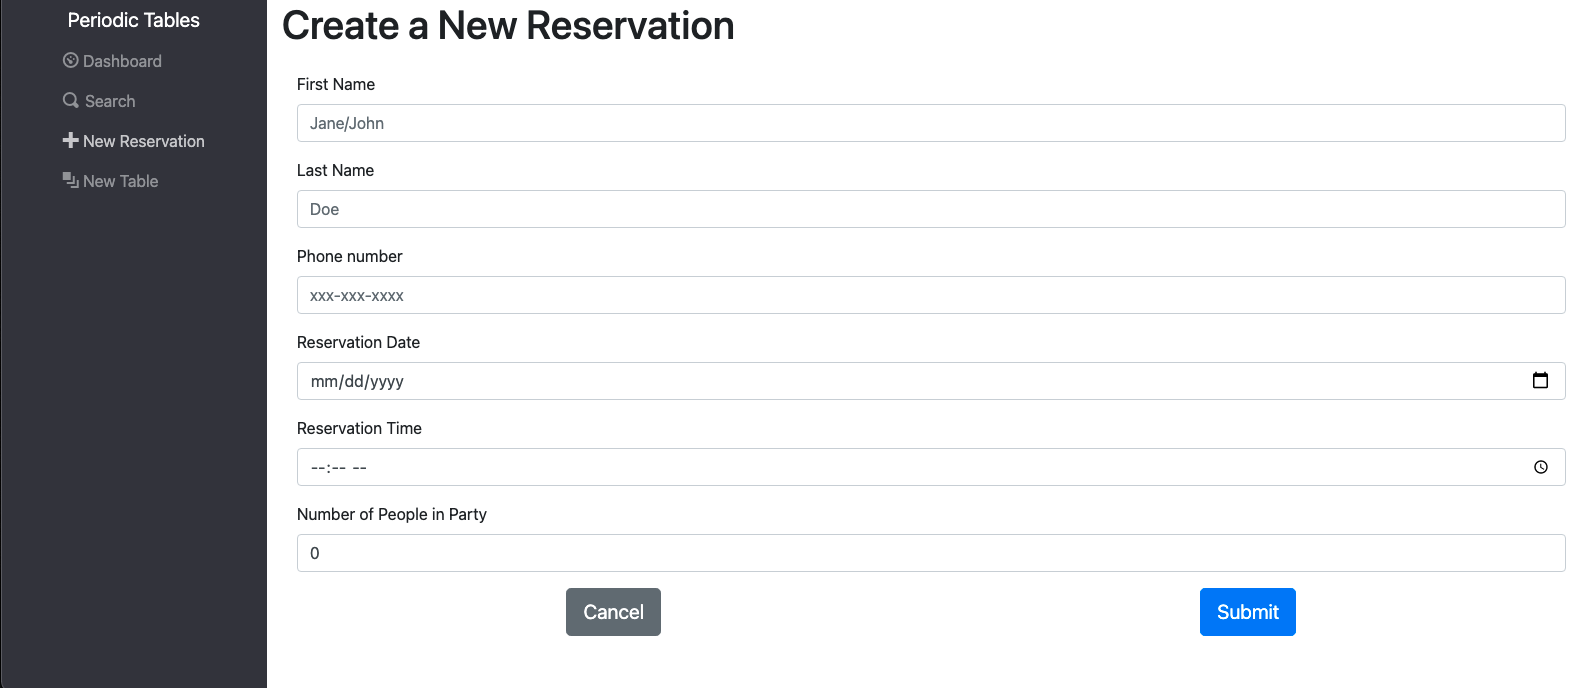 Periodic Tables
Dashboard
Search
New Reservation
New Table
Create a New Reservation
First Name
Jane/John
Last Name
Doe
Phone number
xxx-xxx-xxxx
Reservation Date
mm/dd/yyyy
Reservation Time
--:-- --
Number of People in Party
0
Cancel
Submit